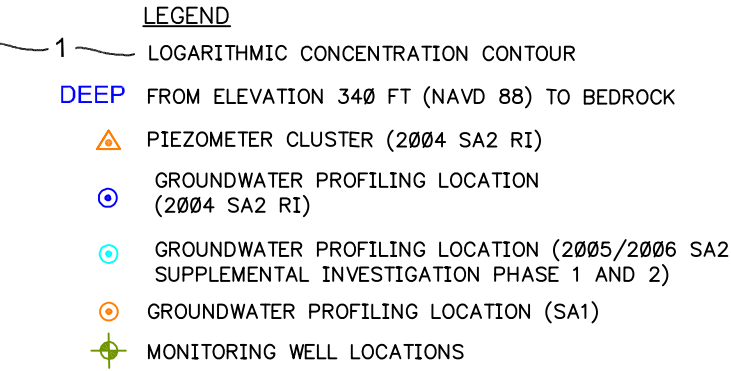 LEGEND
1 LOGARITHMIC CONCENTRATION CONTOUR
DEEP FROM ELEVATION 340 FT (NAVD 88) TO BEDROCK
PIEZOMETER CLUSTER (2004 SA2 RI)
GROUNDWATER PROFILING LOCATION
(2004 SA2 RI)
GROUNDWATER PROFILING LOCATION (2005/2006 SA2
SUPPLEMENTAL INVESTIGATION PHASE 1 AND 2)
GROUNDWATER PROFILING LOCATION (SA1)
MONITORING WELL LOCATIONS